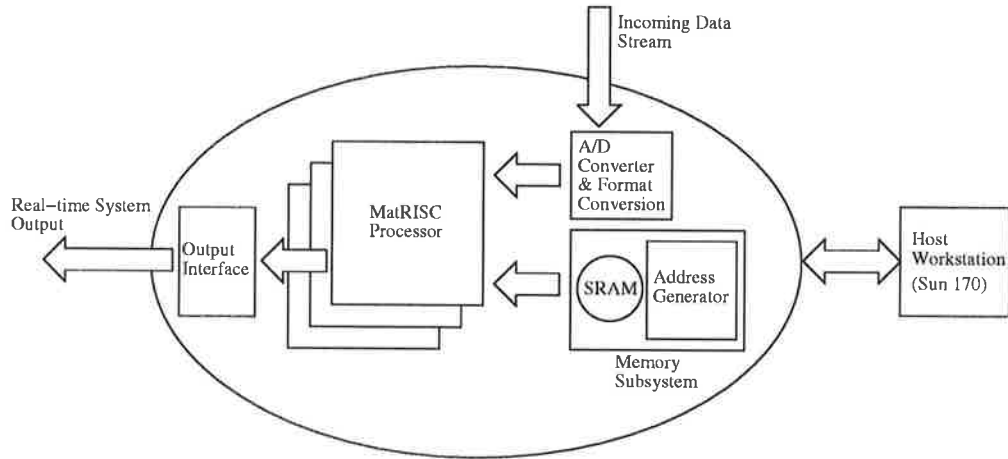 Incoming Data
Stream
A/D
Converter
& Format
Conversion
MatRISC
Processor
Real-time System
Output
Output
Interface
SRAM
Address
Generator
Memory
Subsystem
Host
Workstation
(Sun 170)